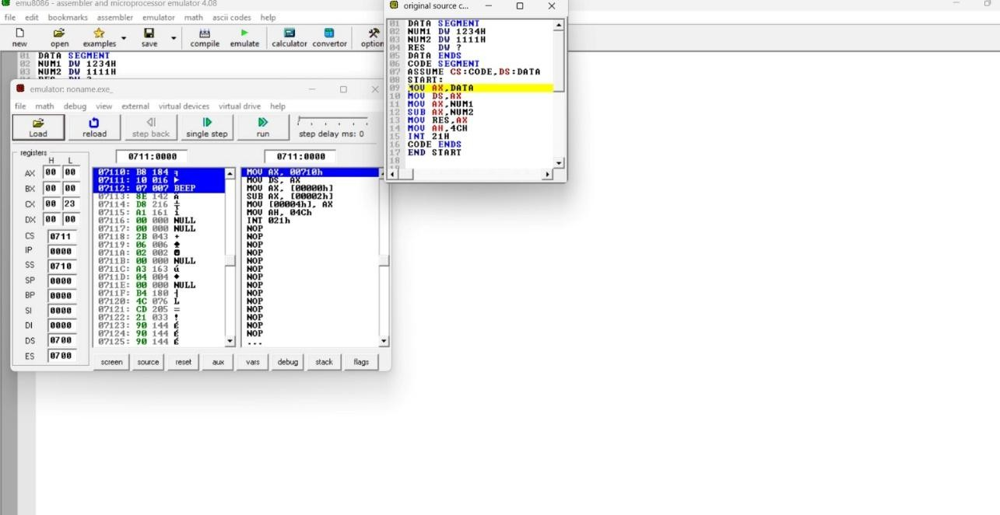 emu8086 - assembler and microprocessor emulator 4.08
file edit bookmarks assembler emulator math ascii codes help
new open examples save compile emulate calculator convertor option
01 DATA SEGMENT
02 NUM1 DW 1234H
03 NUM2 DW 1111H
emulator: noname.exe_
file math debug view external virtual devices virtual drive help
Load reload step back single step run step delay ms: 0
registers
H L
0711:0000 0711:0000
AX 00 00
BX 00 00
CX 00 23
DX 00 00
CS 0711
IP 0000
SS 0710
SP 0000
BP 0000
SI 0000
DI 0000
DS 0700
ES 0700
07110: B8 184 ╕
07111: 10 016 ►
07112: 07 007 BEEP
07113: 8E 142 Ä
07114: D8 216 ╪
07115: A1 161 í
07116: 00 000 NULL
07117: 00 000 NULL
07118: 2B 043 +
07119: 06 006 ♠
0711A: 02 002 ☻
0711B: 00 000 NULL
0711C: A3 163 ú
0711D: 04 004 ♦
0711E: 00 000 NULL
0711F: B4 180 ┤
07120: 4C 076 L
07121: CD 205 =
07122: 21 033 !
07123: 90 144 É
07124: 90 144 É
07125: 90 144 É
MOV AX, 00710h
MOV DS, AX
MOV AX, [00000h]
SUB AX, [00002h]
MOV [00004h], AX
MOV AH, 04Ch
INT 021h
NOP
NOP
NOP
NOP
NOP
NOP
NOP
NOP
NOP
NOP
NOP
NOP
NOP
NOP
...
screen source reset aux vars debug stack flags
original source c...
01 DATA SEGMENT
02 NUM1 DW 1234H
03 NUM2 DW 1111H
04 RES DW ?
05 DATA ENDS
06 CODE SEGMENT
07 ASSUME CS:CODE,DS:DATA
08 START:
09 MOV AX,DATA
10 MOV DS,AX
11 MOV AX,NUM1
12 SUB AX,NUM2
13 MOV RES,AX
14 MOV AH,4CH
15 INT 21H
16 CODE ENDS
17 END START
18